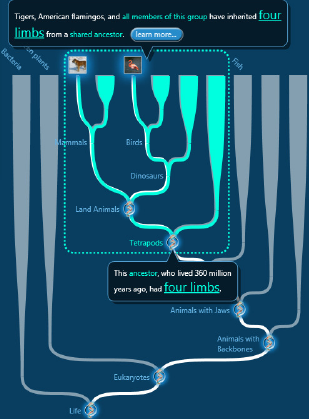 Tigers, American flamingos, and all members of this group have inherited four
limbs from a shared ancestor. learn more...
Bacteria
plants
Fish
Mammals
Birds
Dinosaurs
Land Animals
Tetrapods
This ancestor, who lived 360 million
years ago, had four limbs.
Animals with Jaws
Animals with
Backbones
Eukaryotes
Life